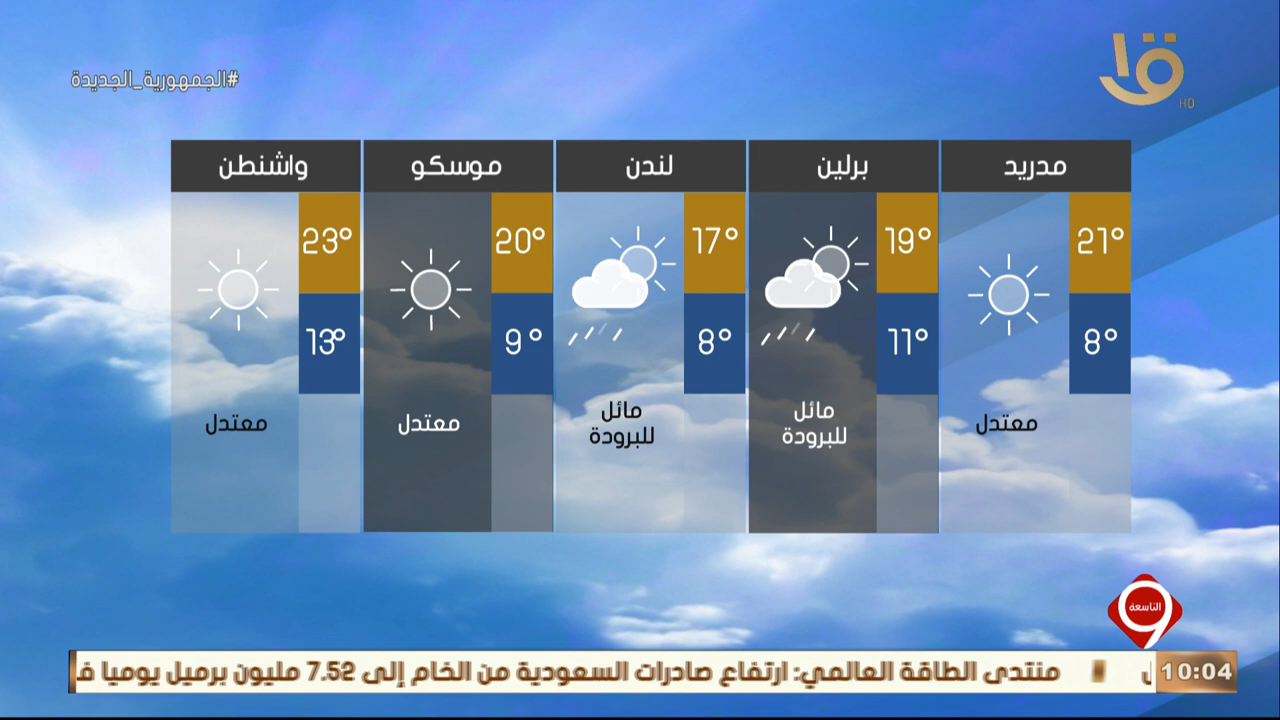 #الجمهورية_الجديدة
HD
مدريد
21°
8°
معتدل
برلين
19°
11°
مائل
للبرودة
لندن
17°
8°
مائل
للبرودة
موسكو
20°
9°
معتدل
واشنطن
23°
13°
معتدل
التاسعة
9
منتدى الطاقة العالمي: ارتفاع صادرات السعودية من الخام إلى 7.52 مليون برميل يوميا
10:04